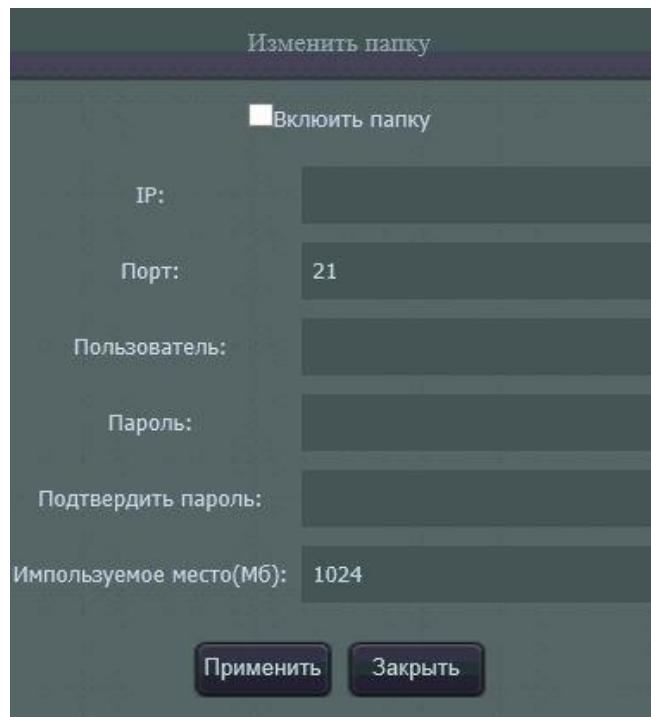 Изменить папку
Вклюить папку
IP:
Порт: 21
Пользователь:
Пароль:
Подтвердить пароль:
Импользуемое место(Мб): 1024
Применить Закрыть